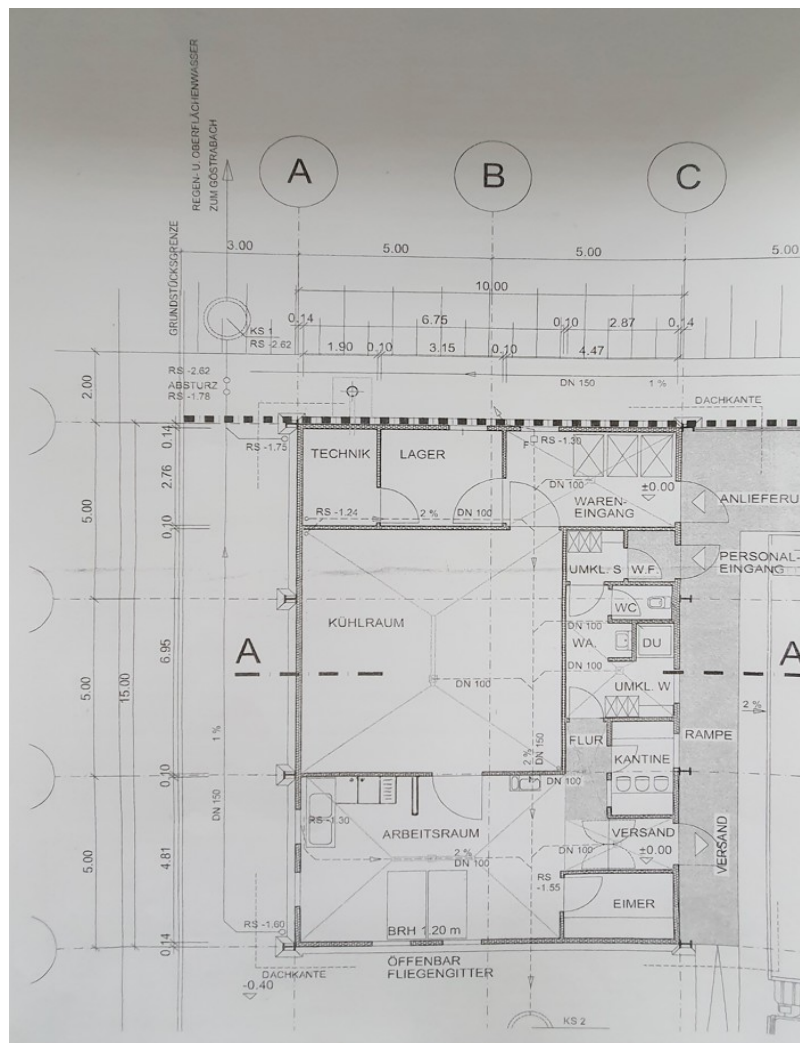 REGEN- U. OBERFLÄCHENWASSER
ZUM GÖSTRABACH
GRUNDSTÜCKSGRENZE
A
B
C
3.00
5.00
5.00
5.00
10.00
KS 1
RS -2.62
0.14
6.75
0.10
2.87
0.14
1.90
0.10
3.15
0.10
4.47
2.00
RS -2.62
ABSTURZ
RS -1.78
DN 150
1 %
DACHKANTE
0.14
RS -1.75
TECHNIK
LAGER
F
RS -1.30
2.76
DN 100
±0.00
WAREN-
EINGANG
ANLIEFERU
5.00
RS -1.24
2 %
DN 100
0.10
PERSONAL-
EINGANG
UMKL. S
W.F.
WC
KÜHLRAUM
DN 100
WA.
DU
A
A
6.95
DN 100
DN 100
UMKL. W
5.00
15.00
2 %
1 %
2 %
DN 150
FLUR
RAMPE
KANTINE
0.10
DN 100
DN 150
RS -1.30
ARBEITSRAUM
VERSAND
±0.00
VERSAND
2 %
DN 100
DN 100
5.00
4.81
RS
-1.55
EIMER
RS -1.60
BRH 1.20 m
0.14
ÖFFENBAR
FLIEGENGITTER
DACHKANTE
-0.40
KS 2